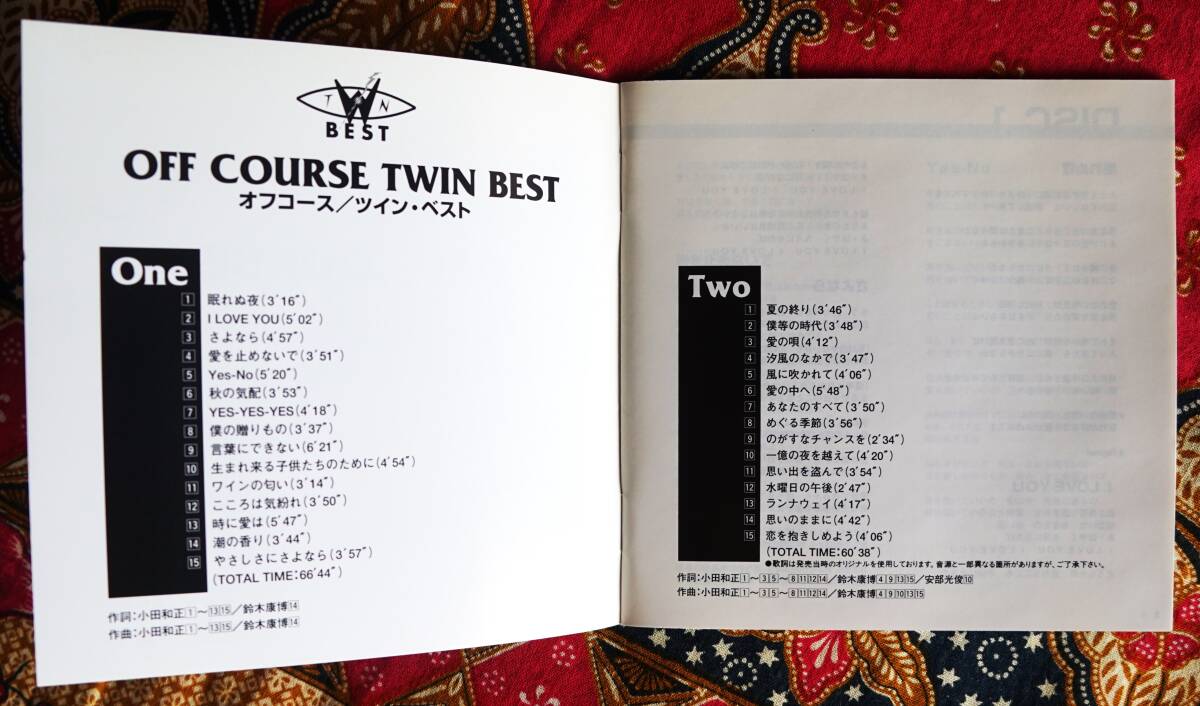 TWIN
BEST
OFF COURSE TWIN BEST
オフコース／ツイン・ベスト
One
1 眠れぬ夜(3′16″)
2 I LOVE YOU(5′02″)
3 さよなら(4′57″)
4 愛を止めないで(3′51″)
5 Yes-No(5′20″)
6 秋の気配(3′53″)
7 YES-YES-YES(4′18″)
8 僕の贈りもの(3′37″)
9 言葉にできない(6′21″)
10 生まれ来る子供たちのために(4′54″)
11 ワインの匂い(3′14″)
12 こころは気紛れ(3′50″)
13 時に愛は(5′47″)
14 潮の香り(3′44″)
15 やさしさにさよなら(3′57″)
(TOTAL TIME:66′44″)
作詞：小田和正1～13 15／鈴木康博14
作曲：小田和正1～13 15／鈴木康博14
DISC 1
I LOVE YOU
Two
1 夏の終り(3′46″)
2 僕等の時代(3′48″)
3 愛の唄(4′12″)
4 汐風のなかで(3′47″)
5 風に吹かれて(4′06″)
6 愛の中へ(5′48″)
7 あなたのすべて(3′50″)
8 めぐる季節(3′56″)
9 のがすなチャンスを(2′34″)
10 一億の夜を越えて(4′20″)
11 思い出を盗んで(3′54″)
12 水曜日の午後(2′47″)
13 ランナウェイ(4′17″)
14 思いのままに(4′42″)
15 恋を抱きしめよう(4′06″)
(TOTAL TIME:60′38″)
●歌詞は発売当時のオリジナルを使用しております。音源と一部異なる箇所がありますが、ご了承下さい。
作詞：小田和正1～3 5～8 11 12 14／鈴木康博4 9 13 15／安部光俊10
作曲：小田和正1～3 5～8 11 12 14／鈴木康博4 9 10 13 15